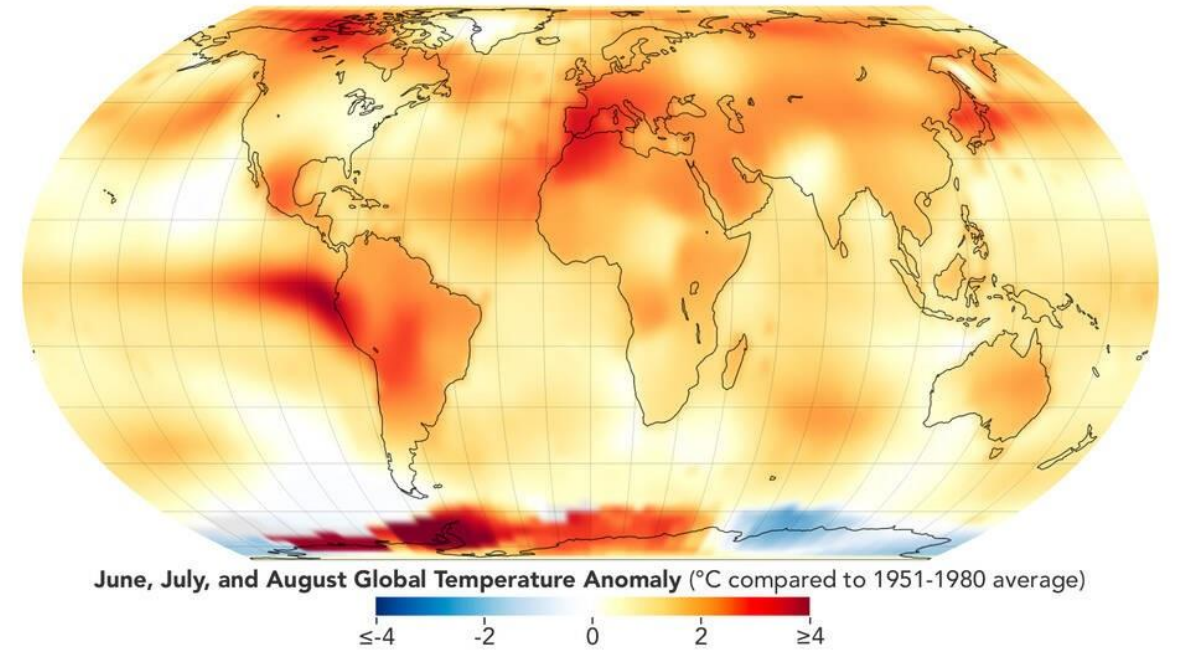 June, July, and August Global Temperature Anomaly (°C compared to 1951-1980 average)
≤-4 -2 0 2 ≥4